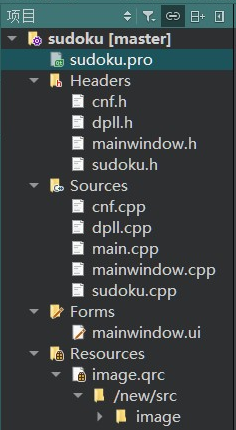 项目
sudoku [master]
sudoku.pro
Headers
cnf.h
dpll.h
mainwindow.h
sudoku.h
Sources
cnf.cpp
dpll.cpp
main.cpp
mainwindow.cpp
sudoku.cpp
Forms
mainwindow.ui
Resources
image.qrc
/new/src
image